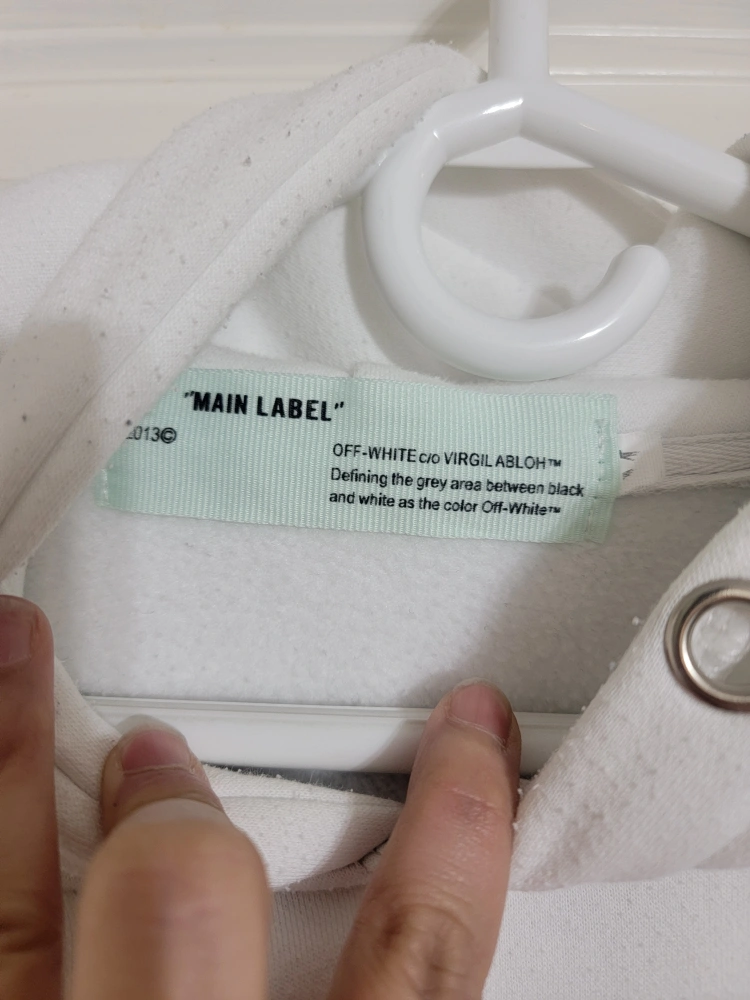 "MAIN LABEL"
2013©
OFF-WHITE c/o VIRGIL ABLOH™
Defining the grey area between black
and white as the color Off-White™